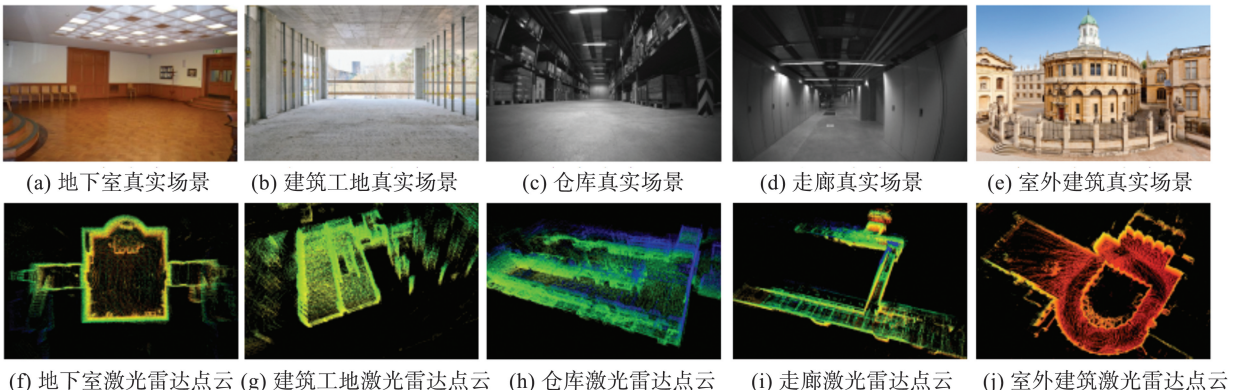 (a) 地下室真实场景
(b) 建筑工地真实场景
(c) 仓库真实场景
(d) 走廊真实场景
(e) 室外建筑真实场景
(f) 地下室激光雷达点云
(g) 建筑工地激光雷达点云
(h) 仓库激光雷达点云
(i) 走廊激光雷达点云
(j) 室外建筑激光雷达点云